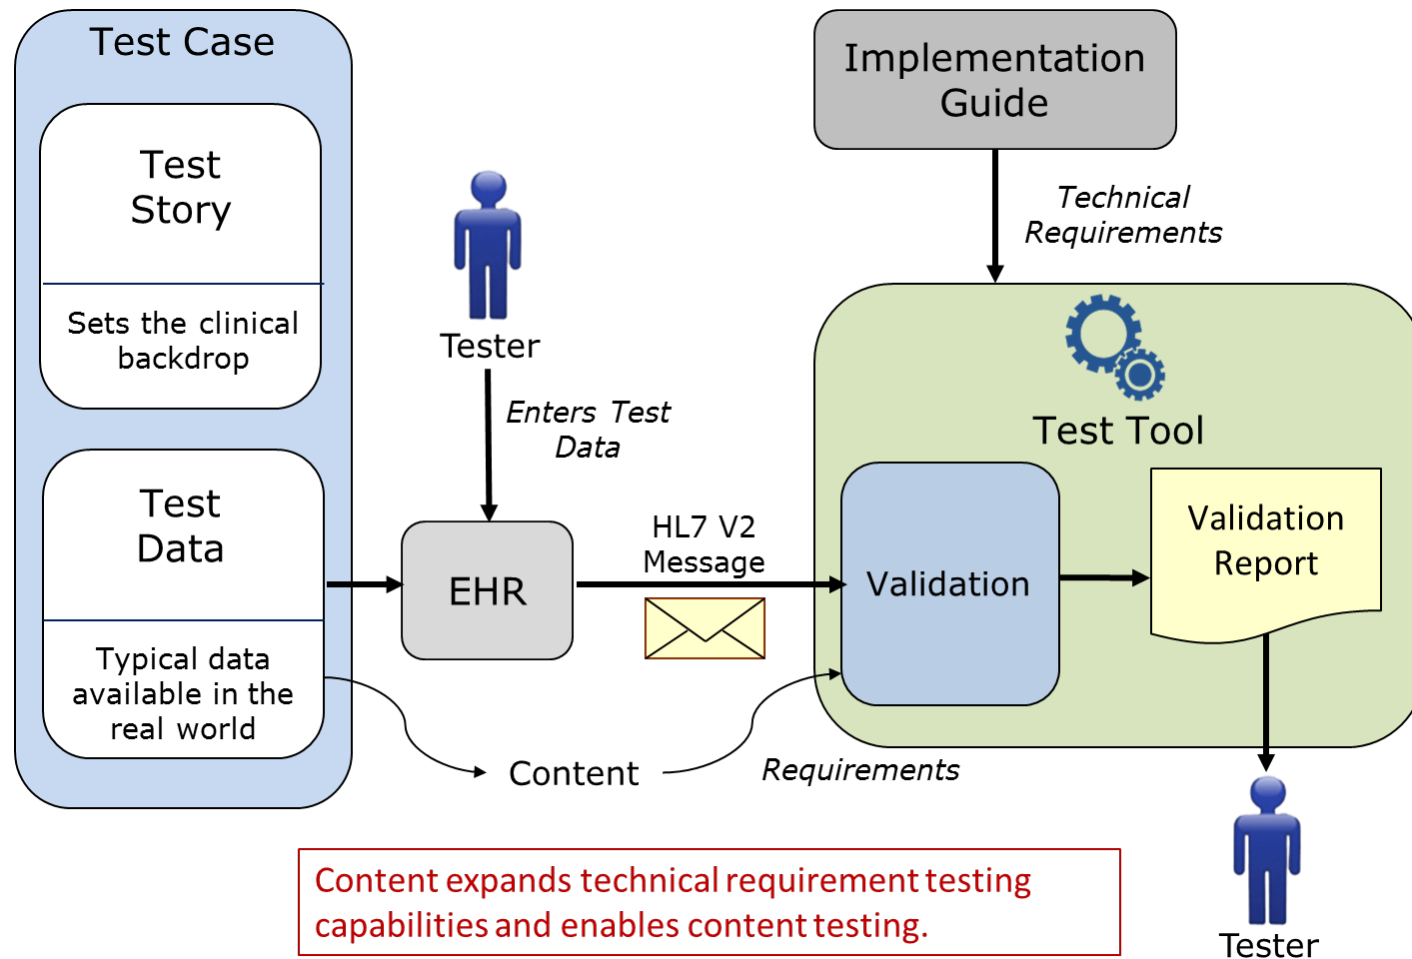 Test Case
Test
Story
Sets the clinical
backdrop
Test
Data
Typical data
available in the
real world
Tester
Enters Test
Data
EHR
HL7 V2
Message
Content
Requirements
Implementation
Guide
Technical
Requirements
Test Tool
Validation
Validation
Report
Tester
Content expands technical requirement testing
capabilities and enables content testing.